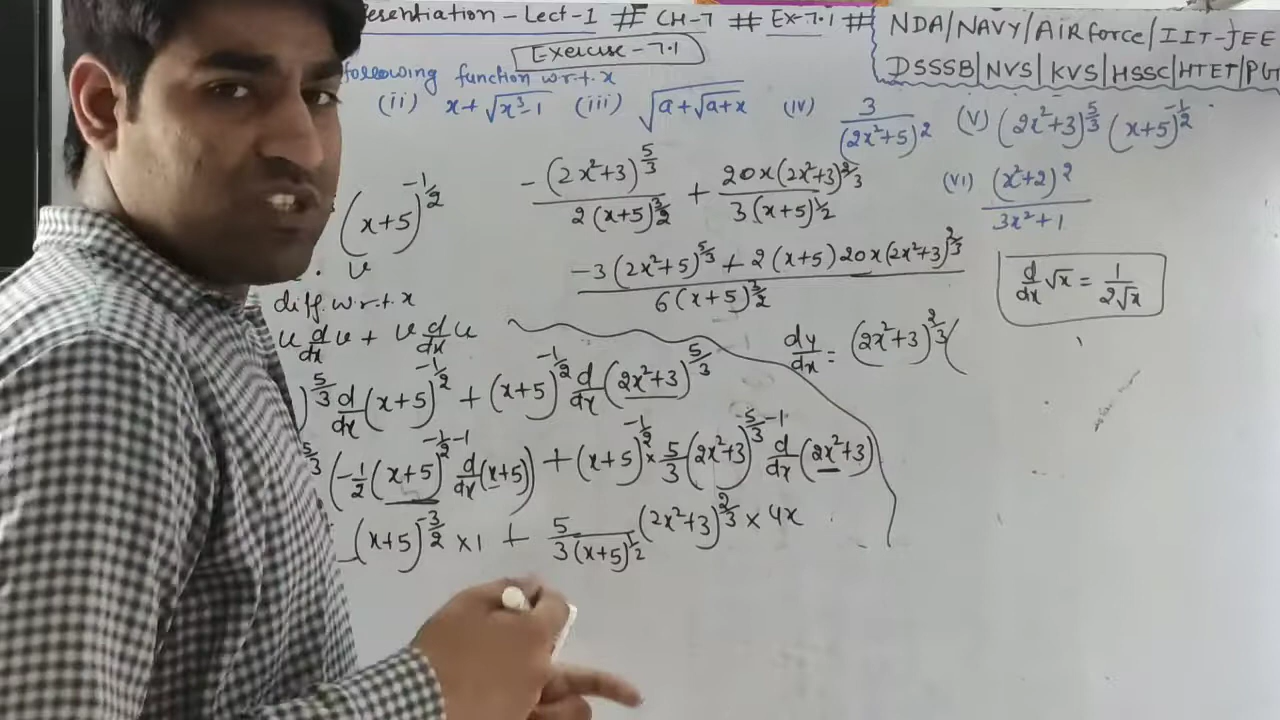 erentiation - Lect-1 # CH-7 # Ex-7.1 #
Exercise - 7.1
NDA/NAVY/AIRforce/IIT-JEE
DSSSB|NVS|KVS|HSSC|HTET|PGT
following function w.r.t. x
(ii) x+√(x³-1) (iii) √(a+√(a+x)) (iv) 3/(2x²+5)² (v) (2x²+3)^(5/3) (x+5)^(-1/2)
(vi) (x²+2)²/(3x²+1)
(x+5)^(-1/2)
v
-(2x²+3)^(5/3)/(2(x+5)^(3/2)) + 20x(2x²+3)^(2/3)/(3(x+5)^(1/2))
(-3(2x²+5)^(5/3) + 2(x+5)20x(2x²+3)^(2/3))/(6(x+5)^(3/2))
d/dx √x = 1/(2√x)
diff. w.r.t x
u d/dx v + v d/dx u
dy/dx = (2x²+3)^(2/3)(
)^(5/3) d/dx (x+5)^(-1/2) + (x+5)^(-1/2) d/dx (2x²+3)^(5/3)
^(5/3) (-1/2 (x+5)^(-1/2-1) d/dx (x+5)) + (x+5)^(-1/2) × 5/3 (2x²+3)^(5/3-1) d/dx (2x²+3)
(x+5)^(-3/2) × 1 + 5/(3(x+5)^(1/2)) (2x²+3)^(2/3) × 4x